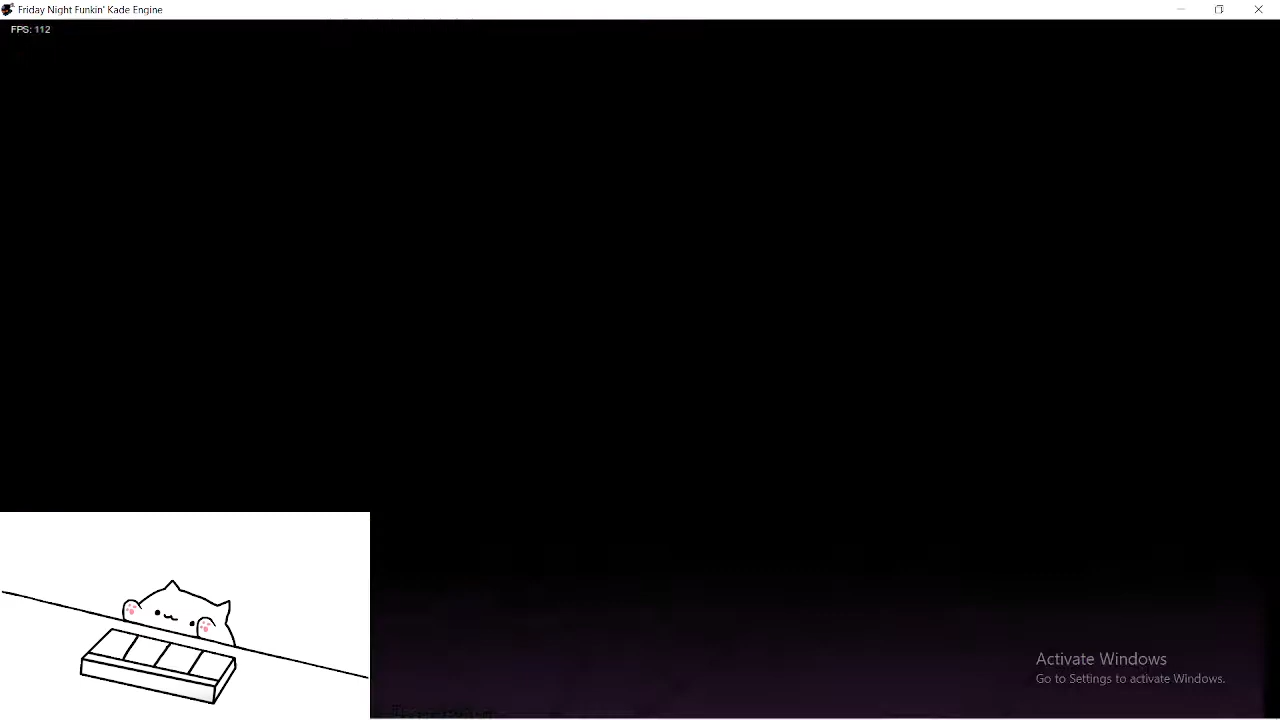 Friday Night Funkin' Kade Engine
FPS: 112
Activate Windows
Go to Settings to activate Windows.